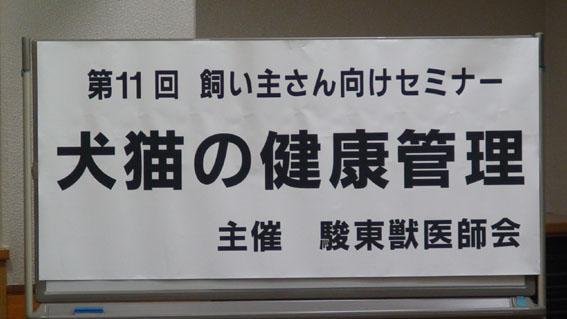 第11回 飼い主さん向けセミナー
犬猫の健康管理
主催 駿東獣医師会